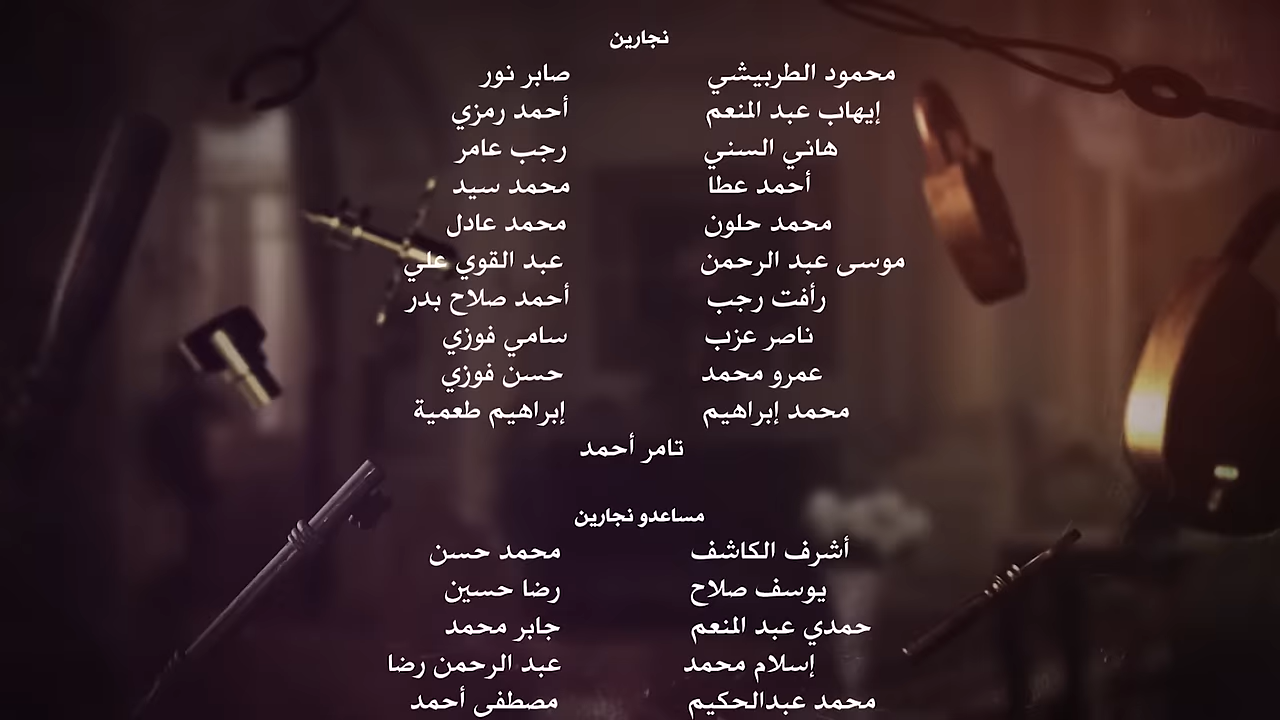 نجارين
محمود الطربيشي صابر نور
إيهاب عبد المنعم أحمد رمزي
هاني السني رجب عامر
أحمد عطا محمد سيد
محمد حلون محمد عادل
موسى عبد الرحمن عبد القوي علي
رأفت رجب أحمد صلاح بدر
ناصر عزب سامي فوزي
عمرو محمد حسن فوزي
محمد إبراهيم إبراهيم طعمية
تامر أحمد
مساعدو نجارين
أشرف الكاشف محمد حسن
يوسف صلاح رضا حسين
حمدي عبد المنعم جابر محمد
إسلام محمد عبد الرحمن رضا
محمد عبدالحكيم مصطفى أحمد